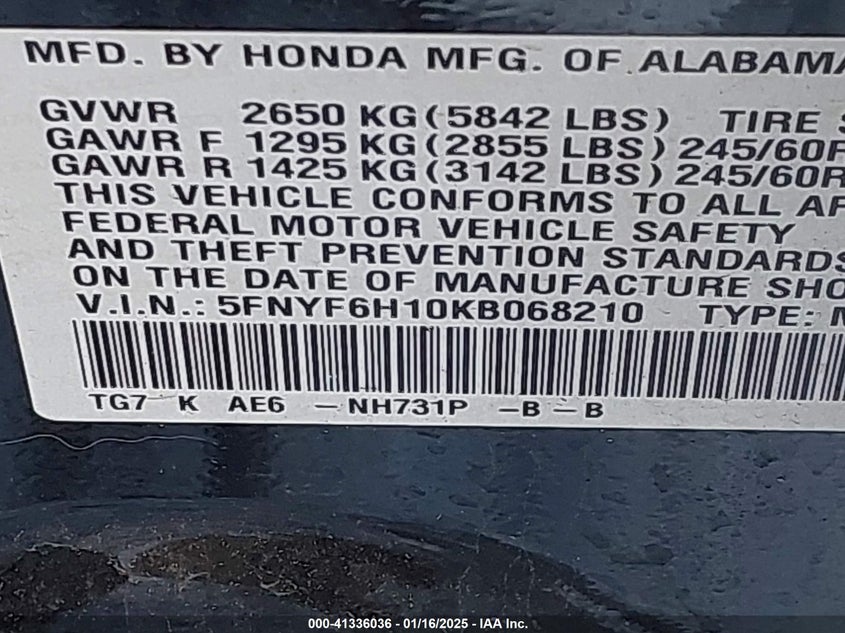 MFD. BY HONDA MFG. OF ALABAMA
GVWR 2650 KG (5842 LBS) TIRE S
GAWR F 1295 KG (2855 LBS) 245/60R
GAWR R 1425 KG (3142 LBS) 245/60R
THIS VEHICLE CONFORMS TO ALL AP
FEDERAL MOTOR VEHICLE SAFETY
AND THEFT PREVENTION STANDARDS
ON THE DATE OF MANUFACTURE SHO
V.I.N.: 5FNYF6H10KB068210 TYPE: M
TG7 K AE6 -NH731P -B-B
000-41336036 - 01/16/2025 - IAA Inc.